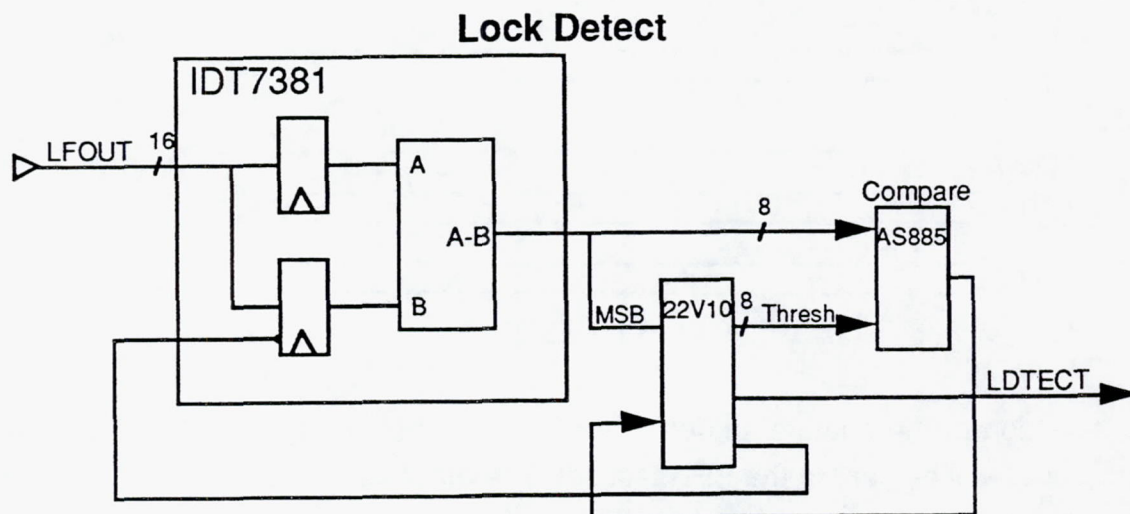 Lock Detect
IDT7381
LFOUT
16
A
A-B
B
8
Compare
AS885
MSB
22V10
8
Thresh
LDTECT